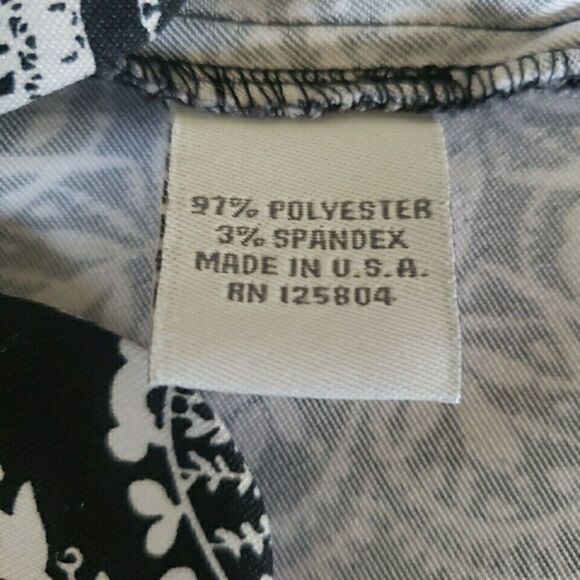 97% POLYESTER
3% SPANDEX
MADE IN U.S.A.
RN 125804